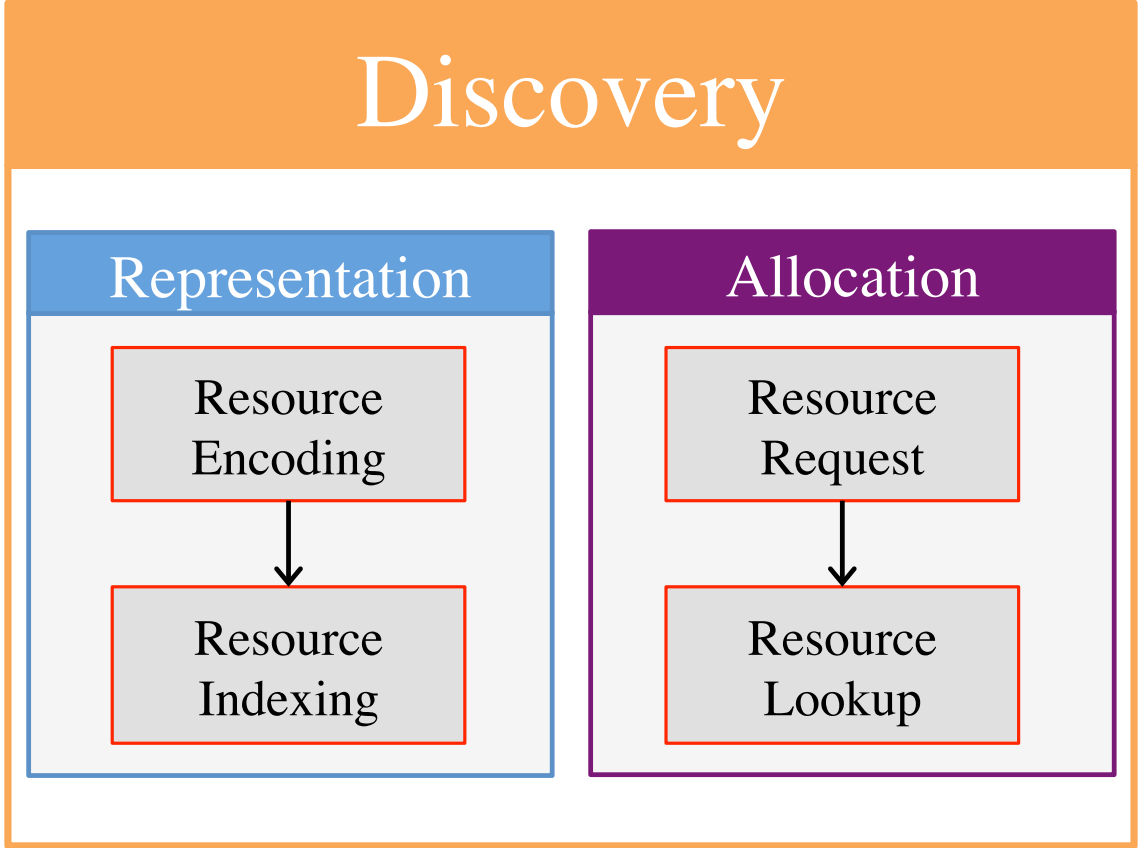 Discovery
Representation
Resource
Encoding
Resource
Indexing
Allocation
Resource
Request
Resource
Lookup